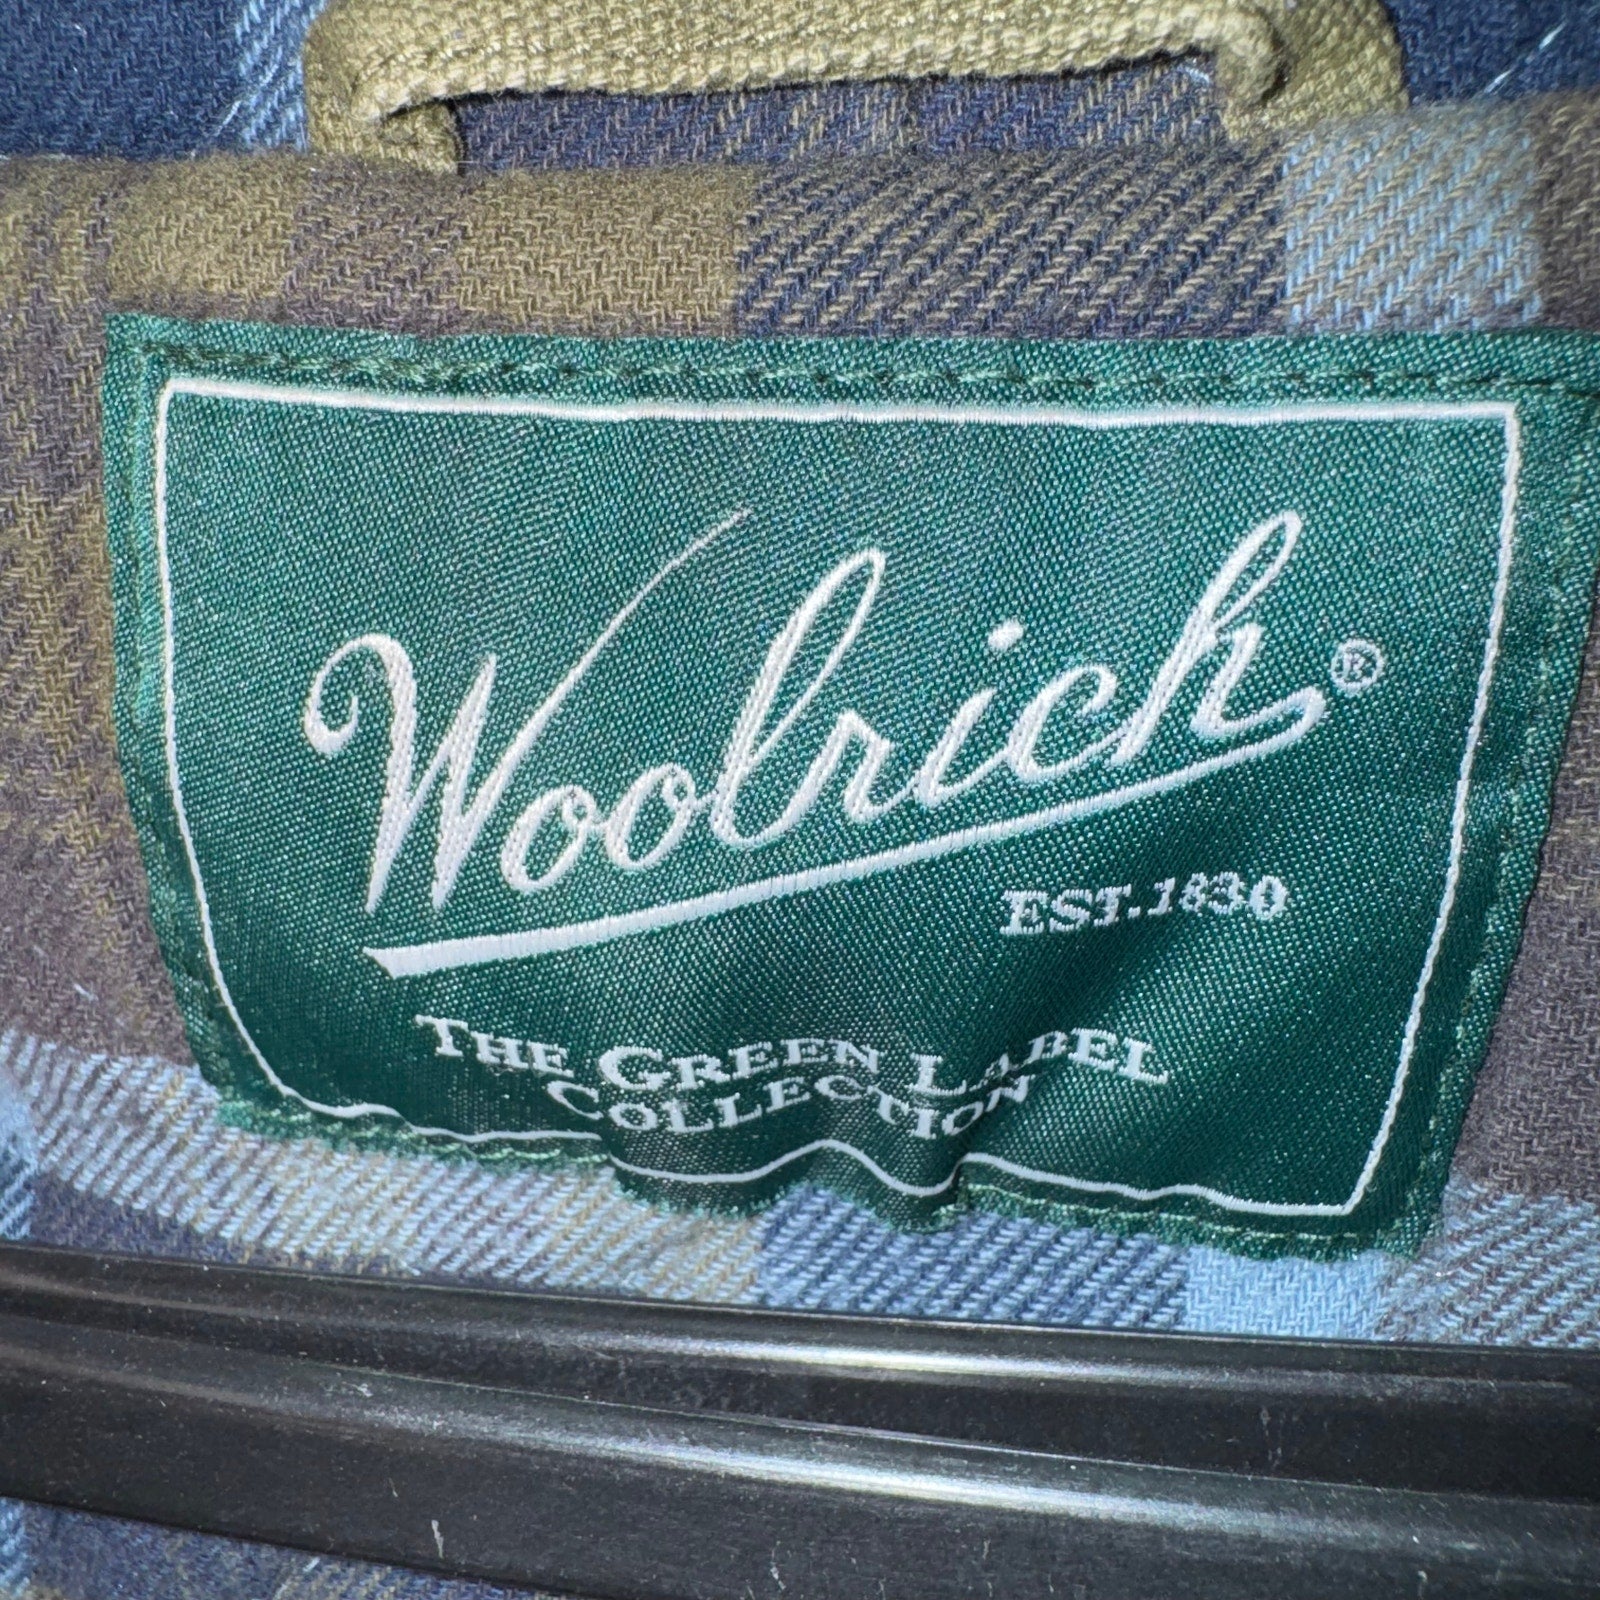 Woolrich®
EST. 1830
THE GREEN LABEL
COLLECTION